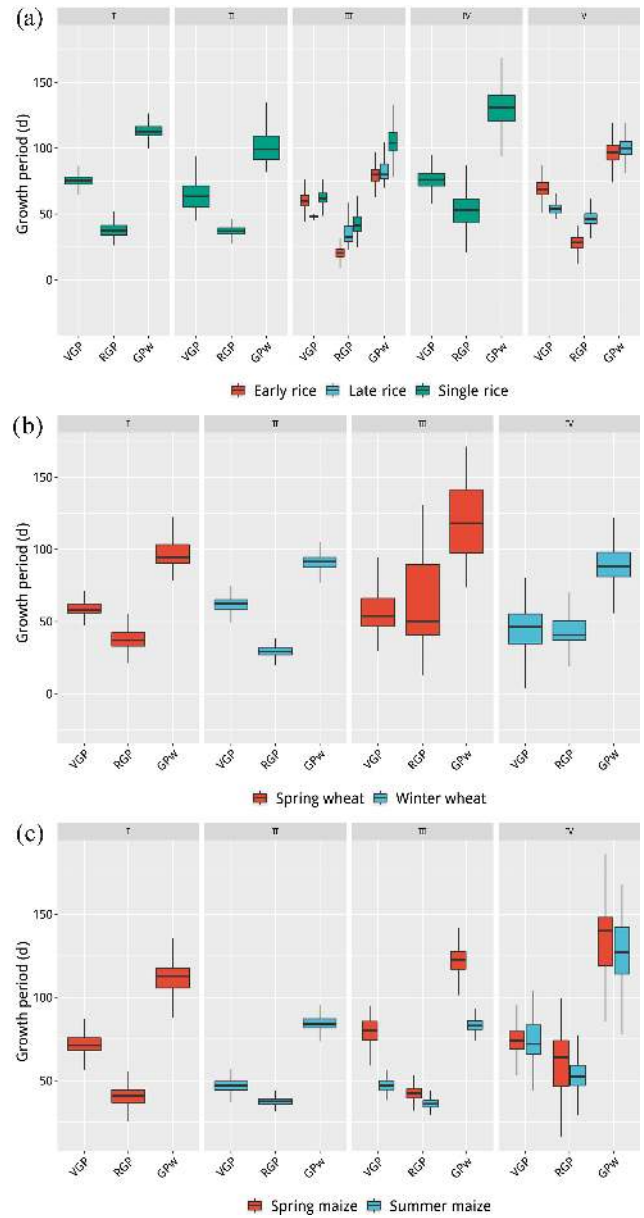 (a)
I II III IV V
Growth period (d)
150
100
50
0
VGP RGP GPw VGP RGP GPw VGP RGP GPw VGP RGP GPw VGP RGP GPw
Early rice Late rice Single rice
(b)
I II III IV
Growth period (d)
150
100
50
0
VGP RGP GPw VGP RGP GPw VGP RGP GPw VGP RGP GPw
Spring wheat Winter wheat
(c)
I II III IV
Growth period (d)
150
100
50
VGP RGP GPw VGP RGP GPw VGP RGP GPw VGP RGP GPw
Spring maize Summer maize